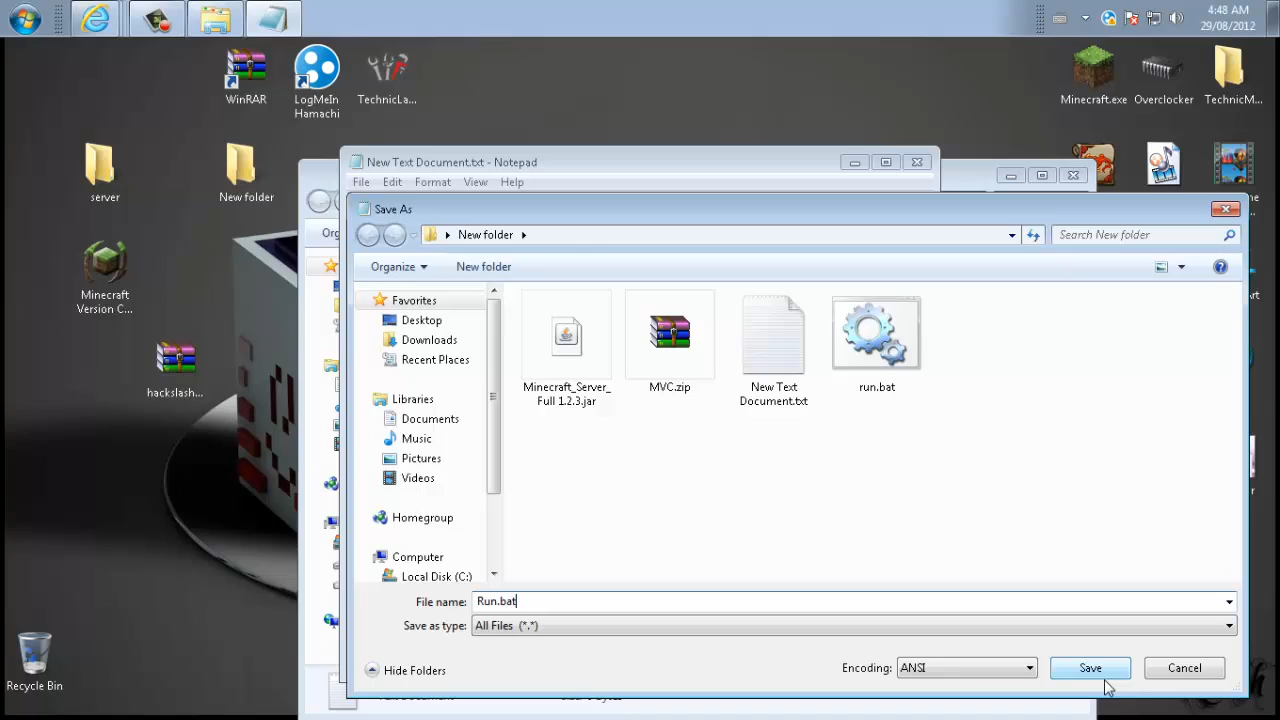 4:48 AM
29/08/2012
WinRAR
LogMeIn
Hamachi
TechnicLa...
Minecraft.exe
Overclocker
TechnicM...
server
New folder
Minecraft
Version C...
hackslash...
Recycle Bin
New Text Document.txt - Notepad
File Edit Format View Help
Save As
New folder
Search New folder
Organize
New folder
Favorites
Desktop
Downloads
Recent Places
Libraries
Documents
Music
Pictures
Videos
Homegroup
Computer
Local Disk (C:)
Minecraft_Server_
Full 1.2.3.jar
MVC.zip
New Text
Document.txt
run.bat
File name: Run.bat
Save as type: All Files (*.*)
Hide Folders
Encoding: ANSI
Save
Cancel